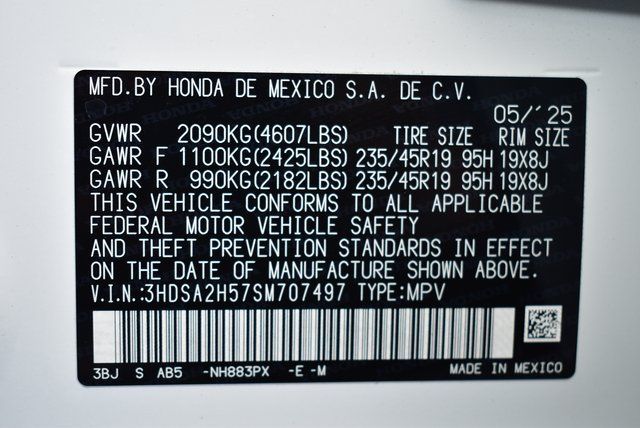 MFD.BY HONDA DE MEXICO S.A. DE C.V.
05/'25
GVWR 2090KG(4607LBS) TIRE SIZE RIM SIZE
GAWR F 1100KG(2425LBS) 235/45R19 95H 19X8J
GAWR R 990KG(2182LBS) 235/45R19 95H 19X8J
THIS VEHICLE CONFORMS TO ALL APPLICABLE
FEDERAL MOTOR VEHICLE SAFETY
AND THEFT PREVENTION STANDARDS IN EFFECT
ON THE DATE OF MANUFACTURE SHOWN ABOVE.
V.I.N.:3HDSA2H57SM707497 TYPE:MPV
3BJ S AB5 -NH883PX -E -M MADE IN MEXICO